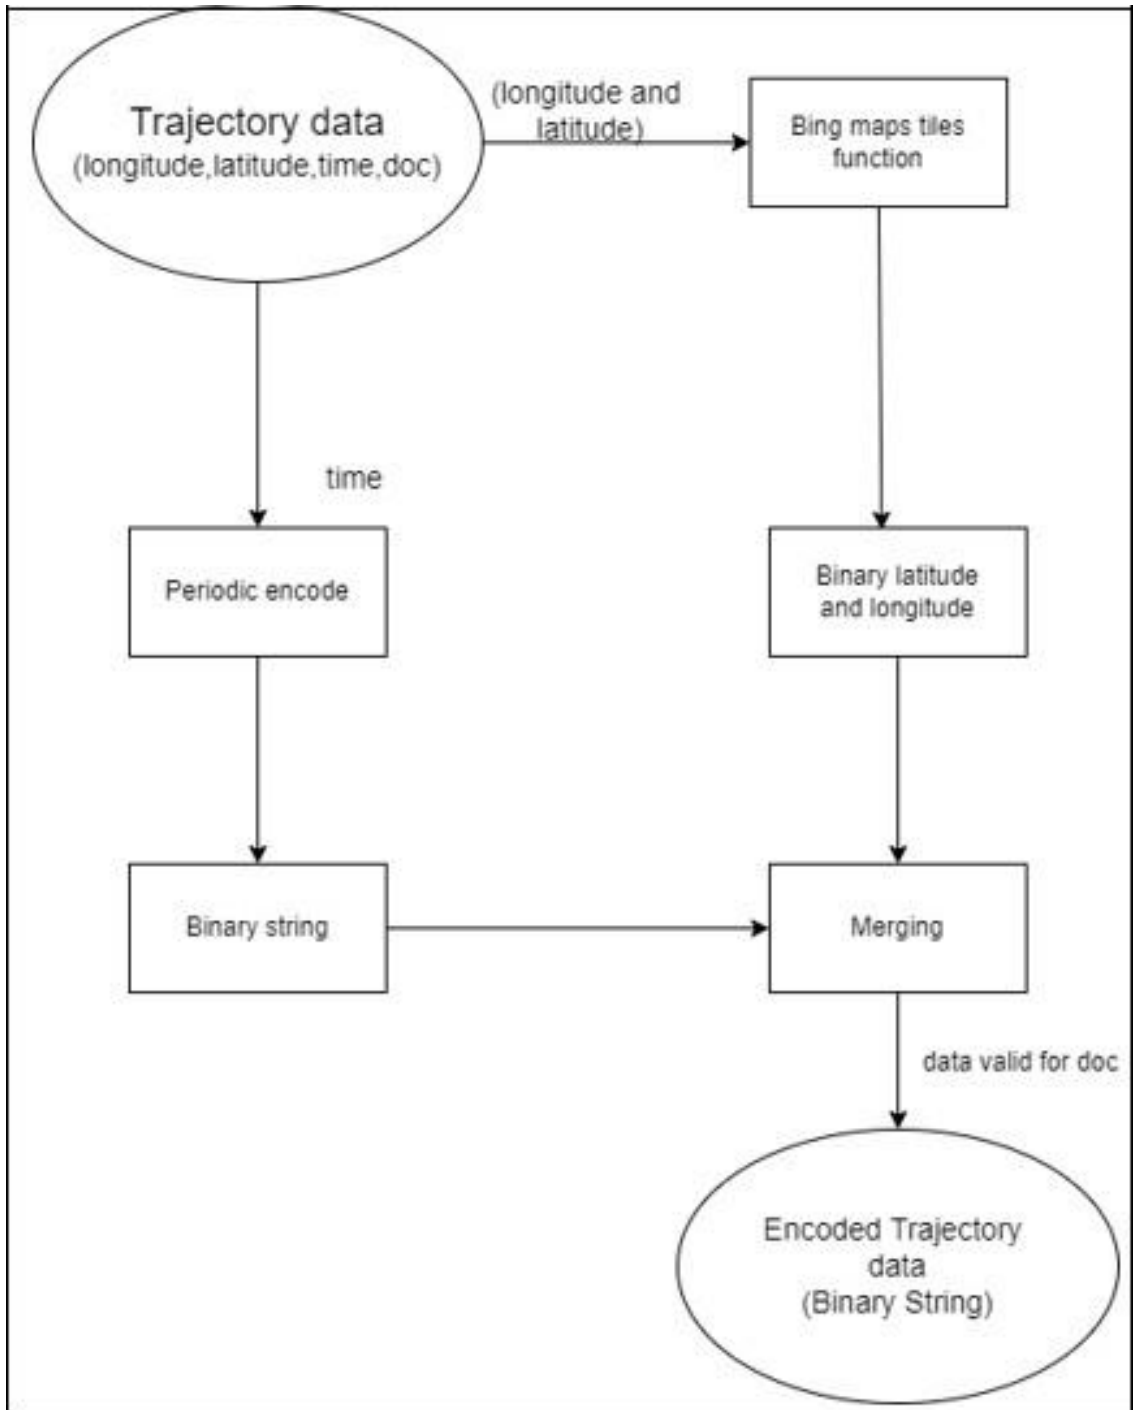 Trajectory data
(longitude,latitude,time,doc)
(longitude and
latitude)
Bing maps tiles
function
time
Periodic encode
Binary latitude
and longitude
Binary string
Merging
data valid for doc
Encoded Trajectory
data
(Binary String)